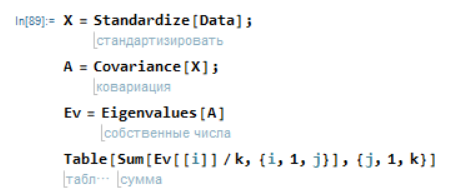 In[89]:= X = Standardize[Data];
стандартизировать
A = Covariance[X];
ковариация
Ev = Eigenvalues[A]
собственные числа
Table[Sum[Ev[[i]] / k, {i, 1, j}], {j, 1, k}]
табл⋯ сумма